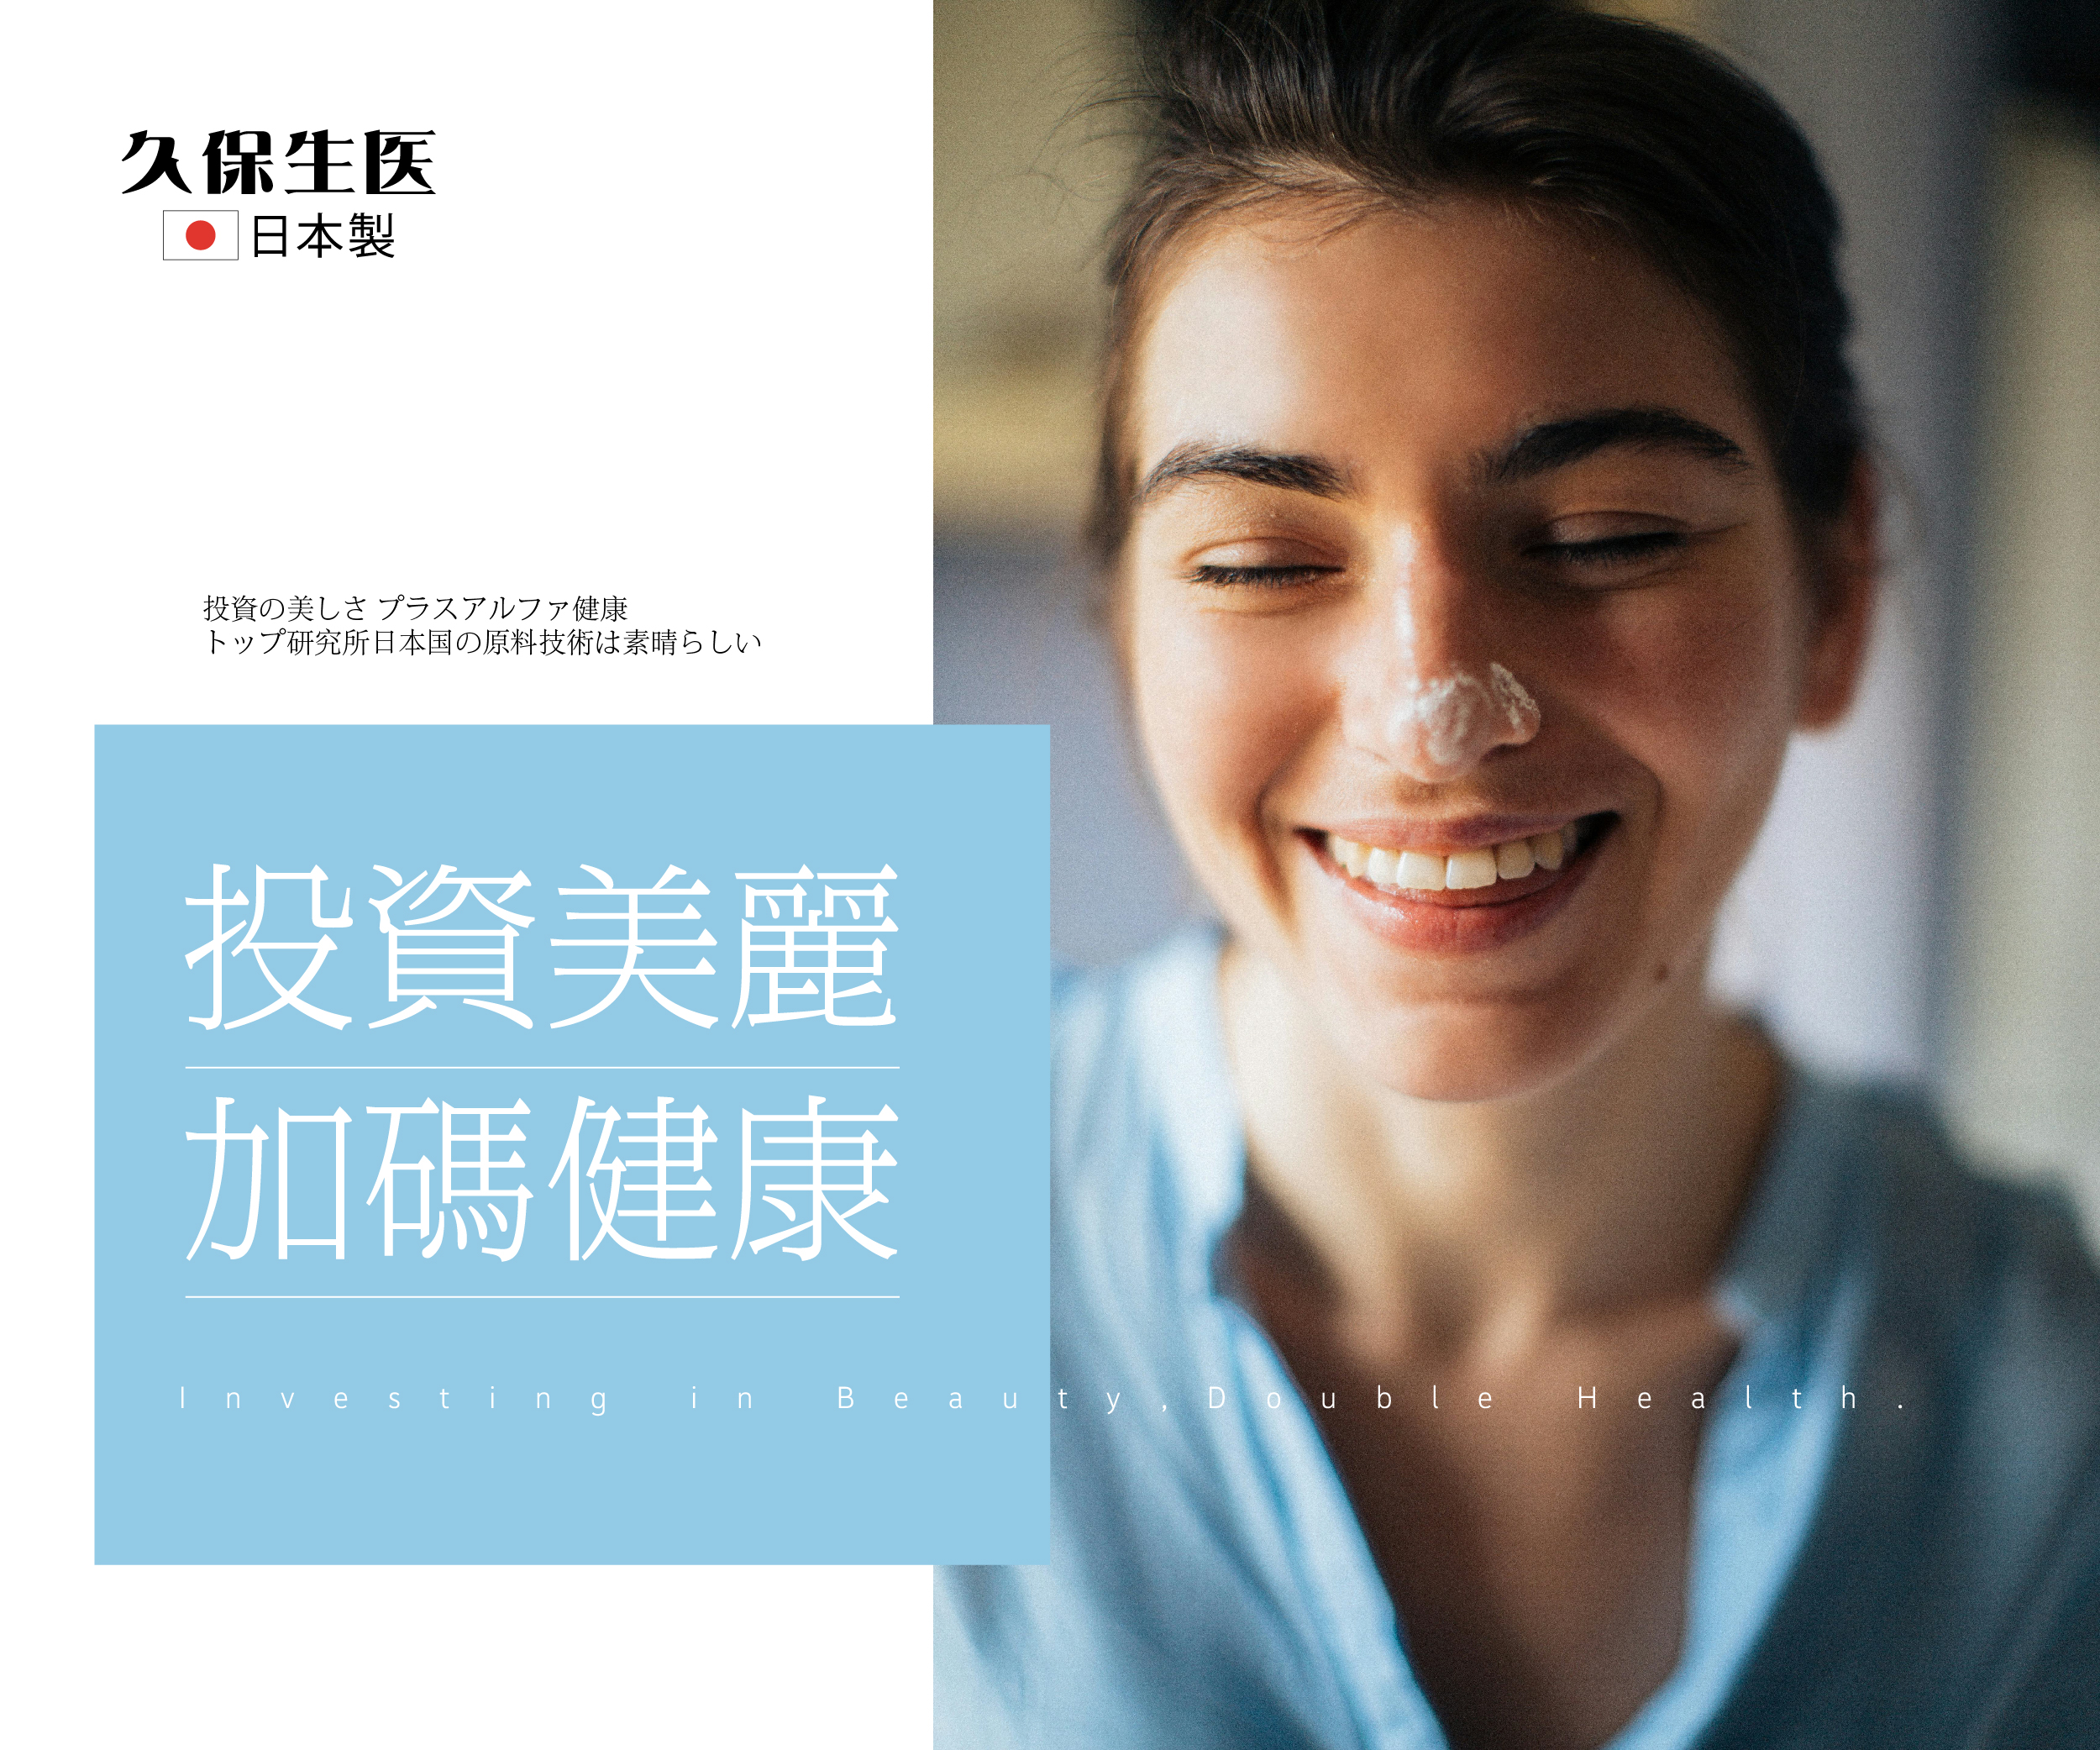 久保生医
日本製
投資の美しさ プラスアルファ健康
トップ研究所日本国の原料技術は素晴らしい
投資美麗
加碼健康
Investing in Beauty,Double Health.